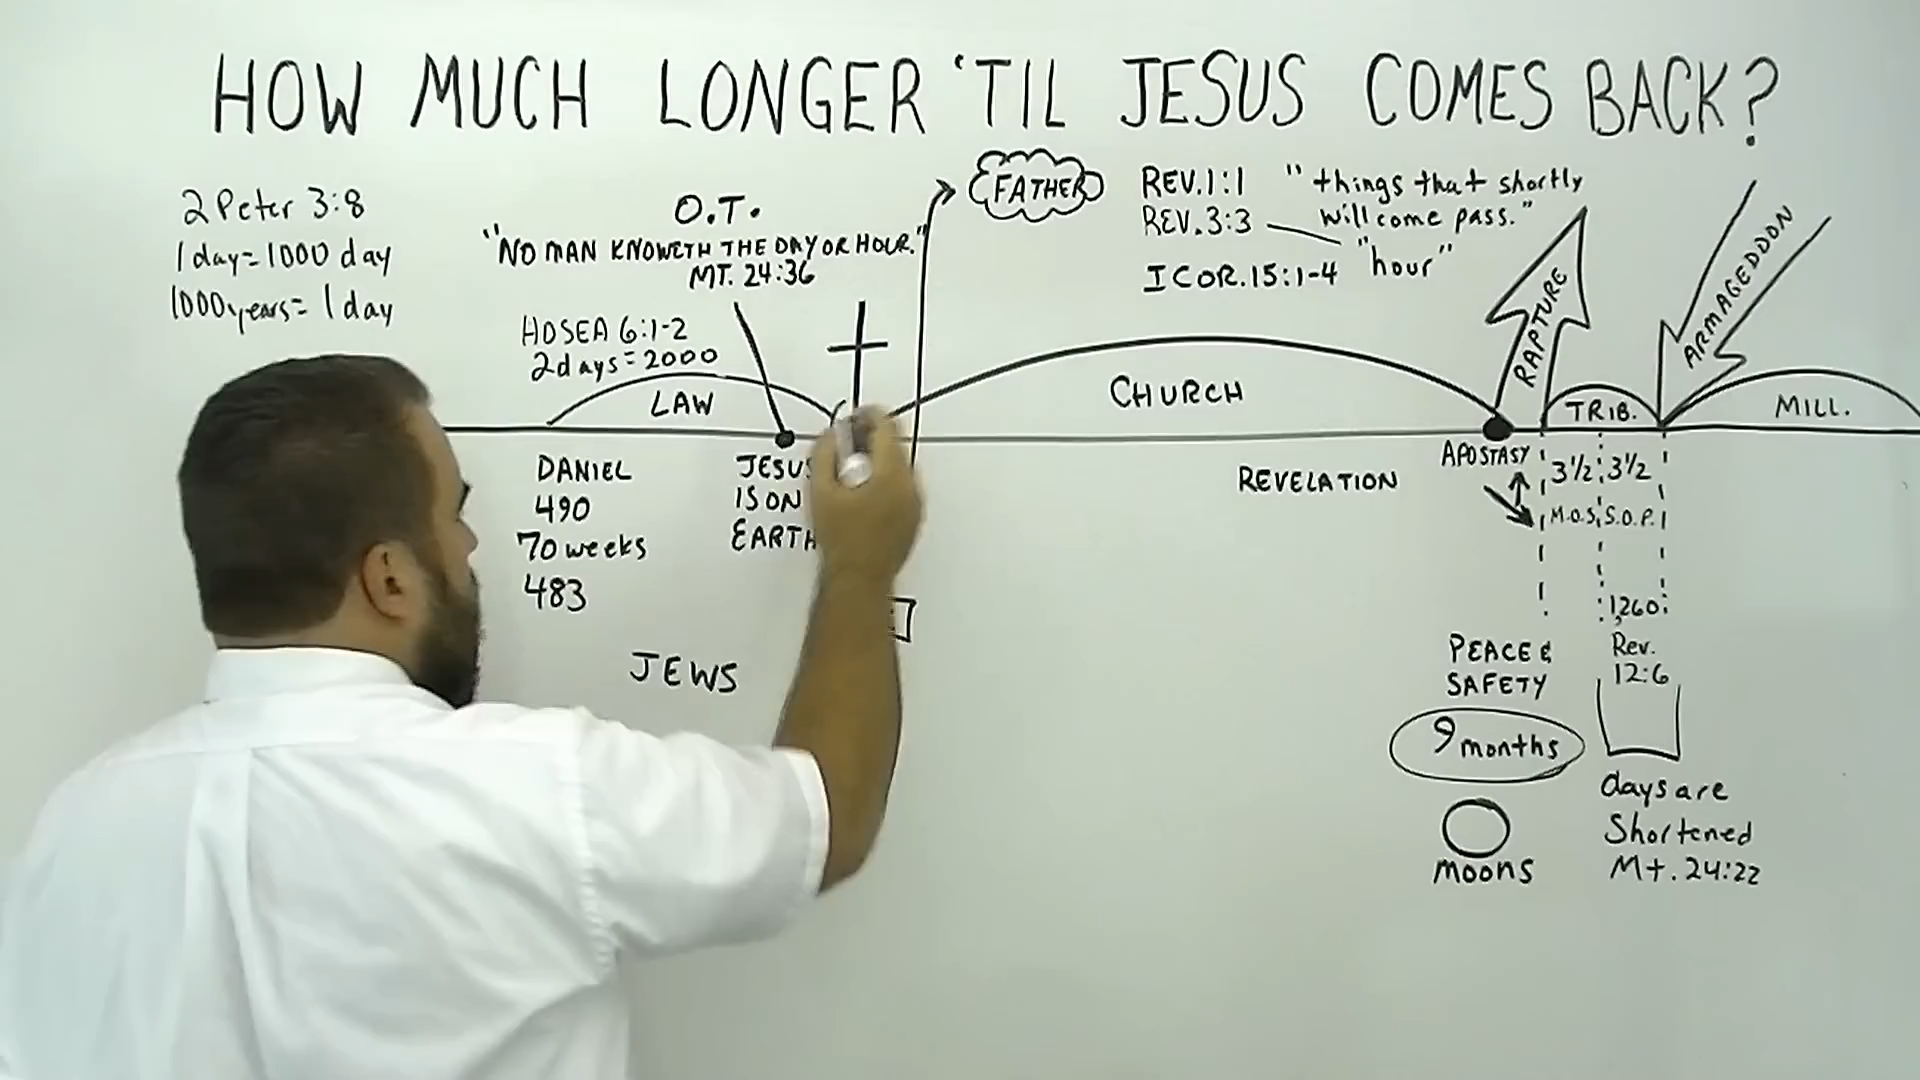 HOW MUCH LONGER 'TIL JESUS COMES BACK?
2 Peter 3:8
1 day = 1000 day
1000 years = 1 day
O.T.
"NO MAN KNOWETH THE DAY OR HOUR."
MT. 24:36
HOSEA 6:1-2
2 days = 2000
LAW
FATHER
REV. 1:1 "things that shortly
will come pass."
REV. 3:3
"hour"
I COR. 15:1-4
CHURCH
RAPTURE
ARMAGEDDON
TRIB.
MILL.
DANIEL
490
70 weeks
483
JESUS
IS ON
EARTH
JEWS
REVELATION
APOSTASY
3½ 3½
M.O.S. S.O.P.
1,260
Rev.
12:6
PEACE &
SAFETY
9 months
moons
days are
Shortened
Mt. 24:22